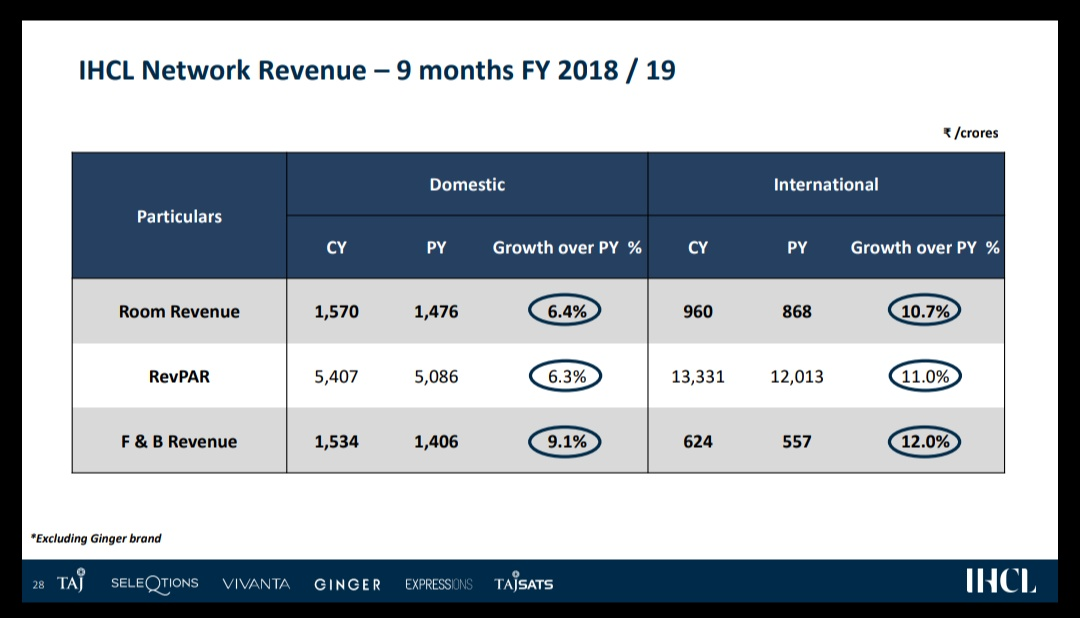 IHCL Network Revenue – 9 months FY 2018 / 19
₹ /crores
Particulars Domestic International
CY PY Growth over PY % CY PY Growth over PY %
Room Revenue 1,570 1,476 6.4% 960 868 10.7%
RevPAR 5,407 5,086 6.3% 13,331 12,013 11.0%
F & B Revenue 1,534 1,406 9.1% 624 557 12.0%
*Excluding Ginger brand
28 TAJ SELEQTIONS VIVANTA GINGER EXPRESSIONS TAJSATS IHCL